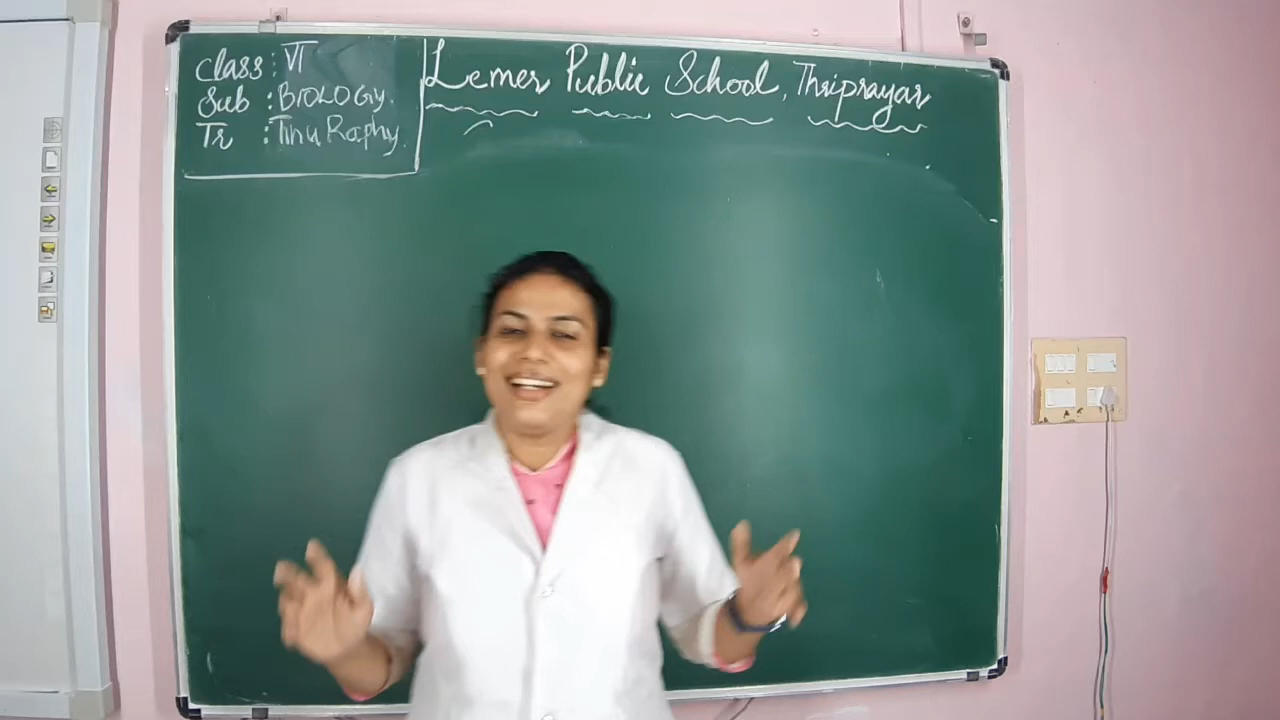 Class : VI
Sub : BIOLOGY.
Tr : Tinu Raphy.
Lemer Public School, Thriprayar